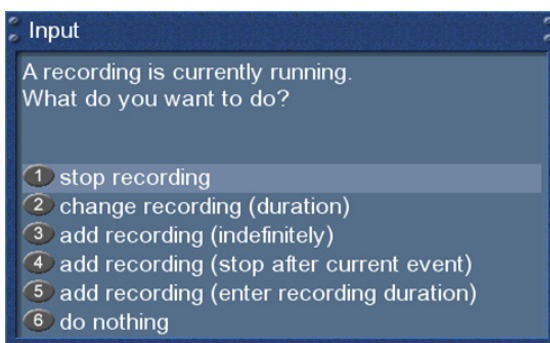 Input
A recording is currently running.
What do you want to do?
1 stop recording
2 change recording (duration)
3 add recording (indefinitely)
4 add recording (stop after current event)
5 add recording (enter recording duration)
6 do nothing